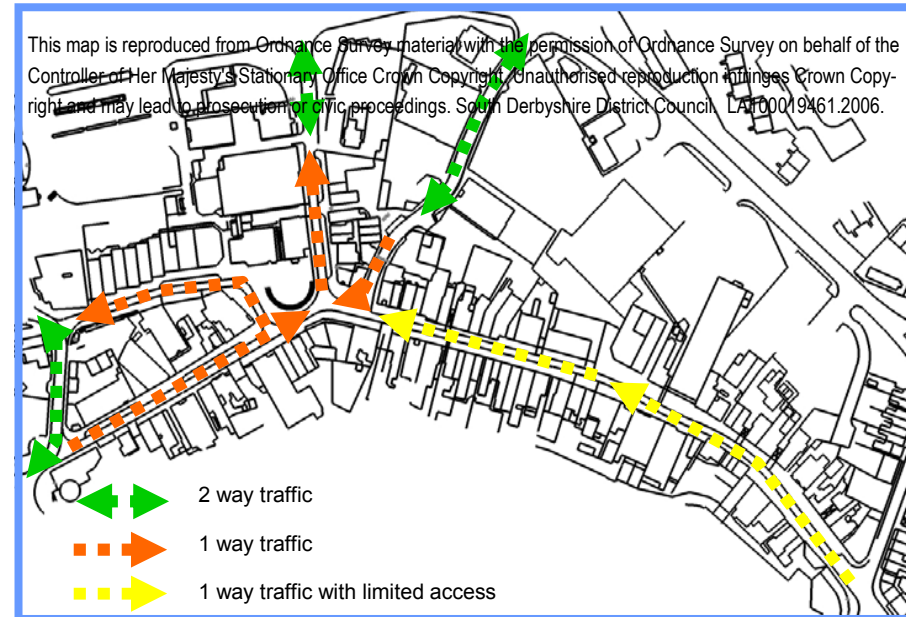 This map is reproduced from Ordnance Survey material with the permission of Ordnance Survey on behalf of the
Controller of Her Majesty's Stationary Office Crown Copyright. Unauthorised reproduction infringes Crown Copy-
right and may lead to prosecution or civic proceedings. South Derbyshire District Council. LA100019461.2006.
2 way traffic
1 way traffic
1 way traffic with limited access